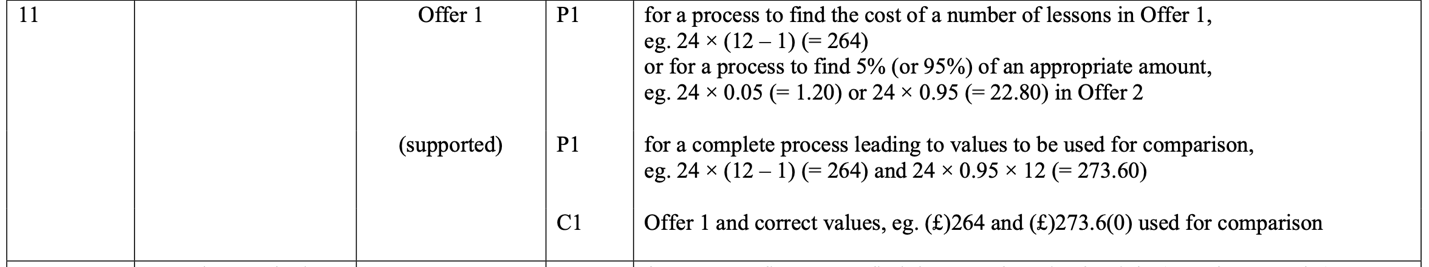 11
Offer 1
P1
for a process to find the cost of a number of lessons in Offer 1,
eg. 24 × (12 – 1) (= 264)
or for a process to find 5% (or 95%) of an appropriate amount,
eg. 24 × 0.05 (= 1.20) or 24 × 0.95 (= 22.80) in Offer 2
(supported)
P1
for a complete process leading to values to be used for comparison,
eg. 24 × (12 – 1) (= 264) and 24 × 0.95 × 12 (= 273.60)
C1
Offer 1 and correct values, eg. (£)264 and (£)273.6(0) used for comparison